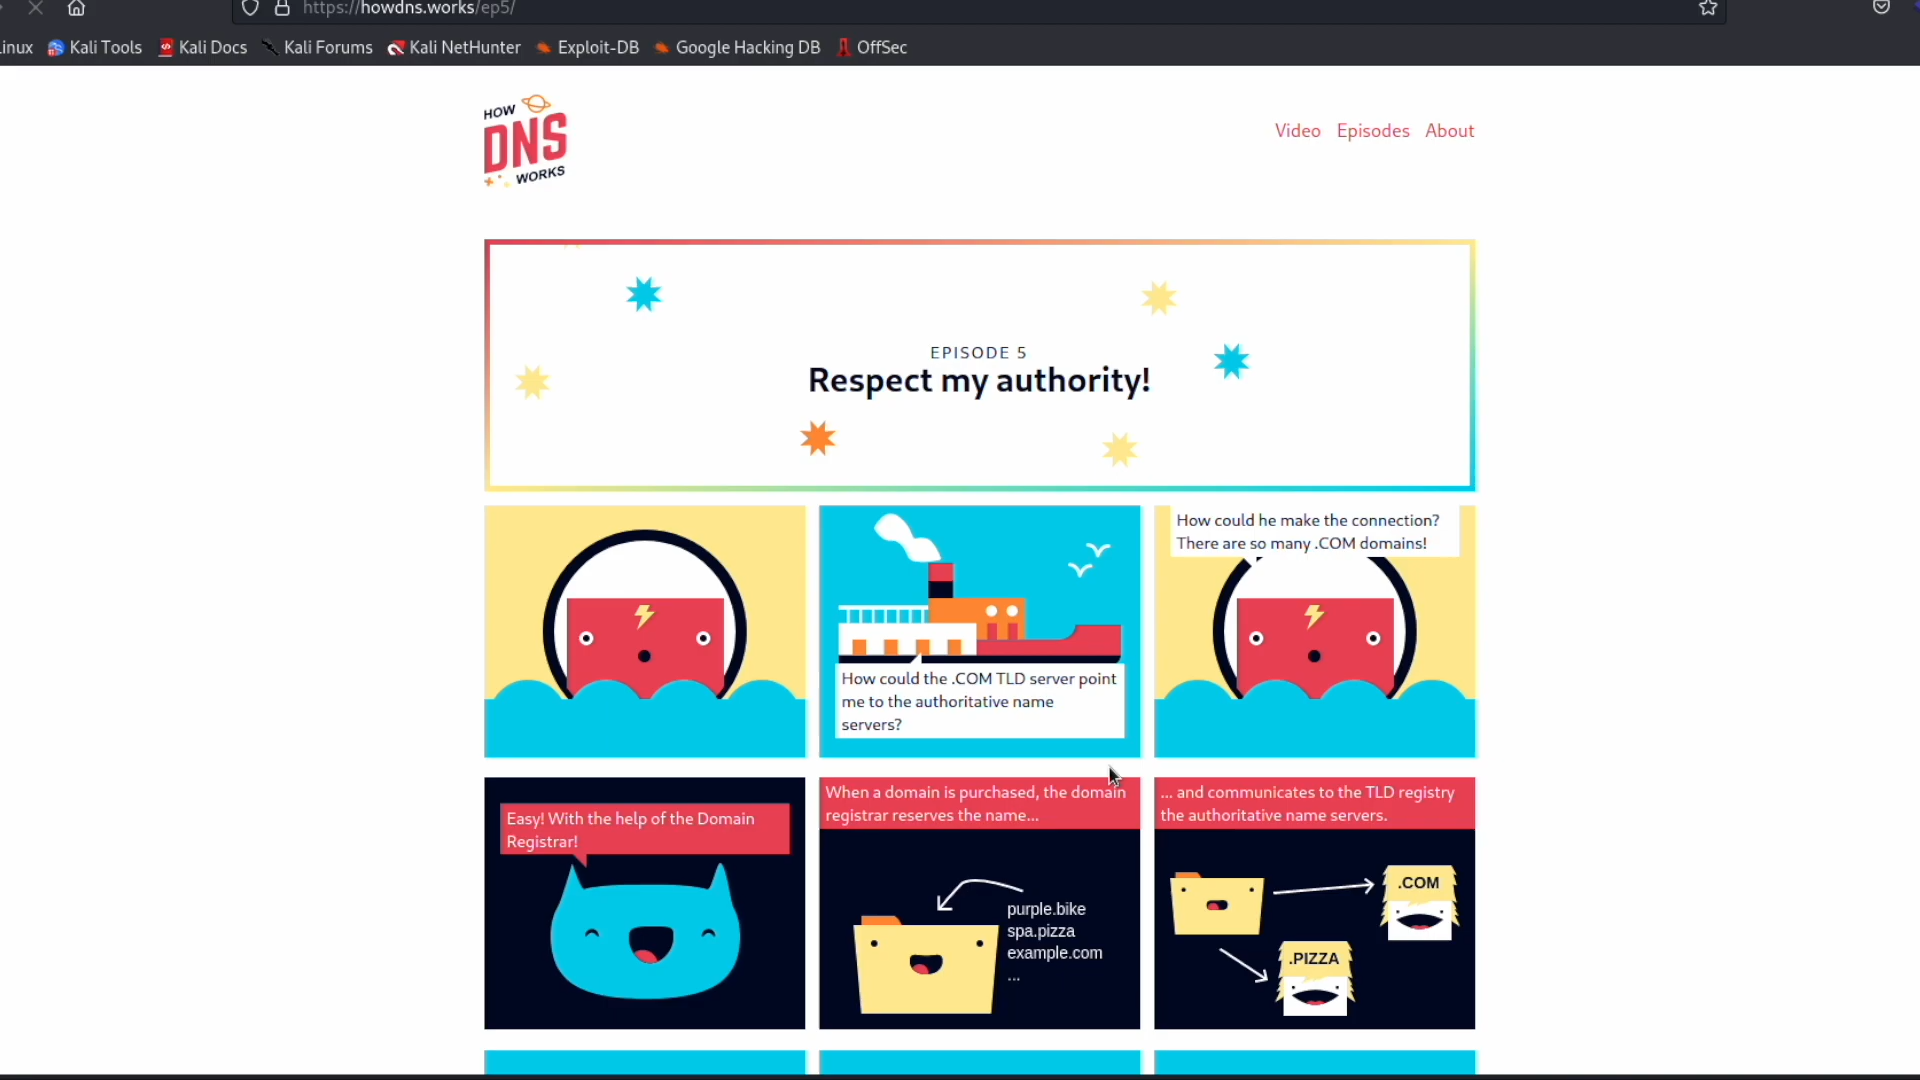 https://howdns.works/ep5/
inux Kali Tools Kali Docs Kali Forums Kali NetHunter Exploit-DB Google Hacking DB OffSec
HOW
DNS
WORKS
Video Episodes About
EPISODE 5
Respect my authority!
How could the .COM TLD server point
me to the authoritative name
servers?
How could he make the connection?
There are so many .COM domains!
Easy! With the help of the Domain
Registrar!
When a domain is purchased, the domain
registrar reserves the name...
purple.bike
spa.pizza
example.com
...
... and communicates to the TLD registry
the authoritative name servers.
.COM
.PIZZA